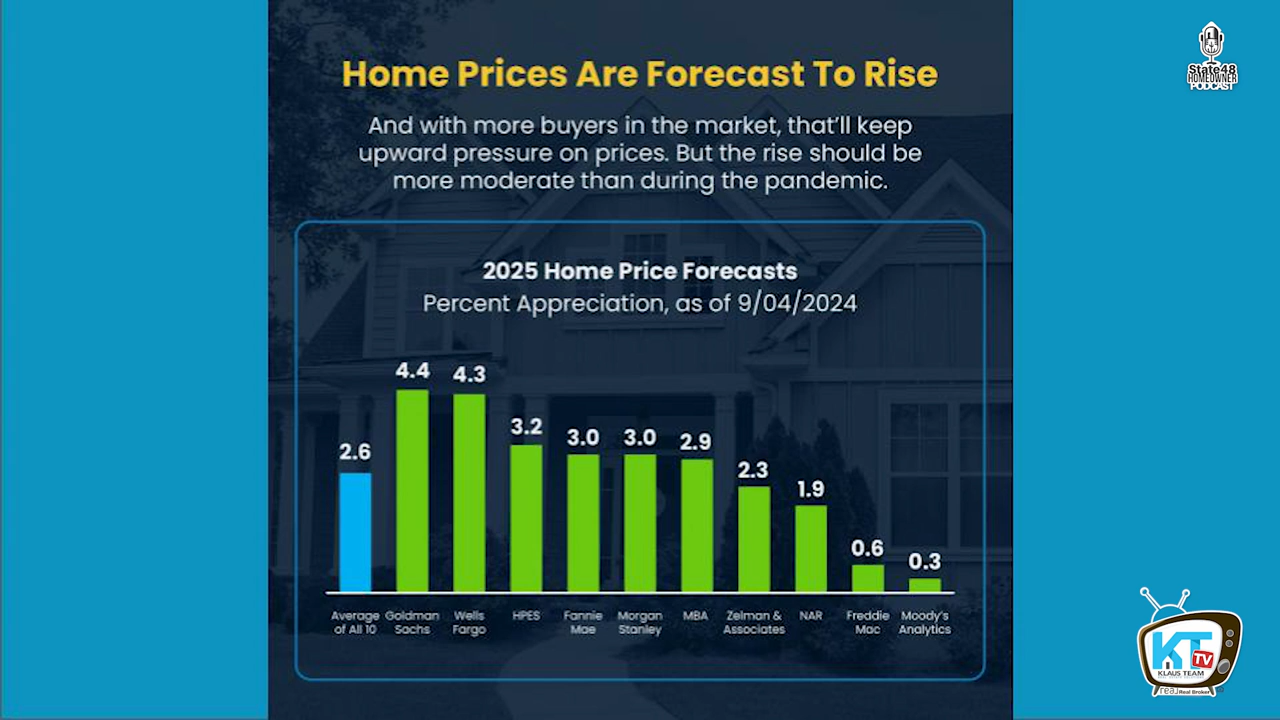 Home Prices Are Forecast To Rise
And with more buyers in the market, that'll keep
upward pressure on prices. But the rise should be
more moderate than during the pandemic.
2025 Home Price Forecasts
Percent Appreciation, as of 9/04/2024
2.6
4.4
4.3
3.2
3.0
3.0
2.9
2.3
1.9
0.6
0.3
Average
of All 10
Goldman
Sachs
Wells
Fargo
HPES
Fannie
Mae
Morgan
Stanley
MBA
Zelman &
Associates
NAR
Freddie
Mac
Moody's
Analytics
State48
HOMEOWNER
PODCAST
KT
TV
KLAUS TEAM
real Real Broker